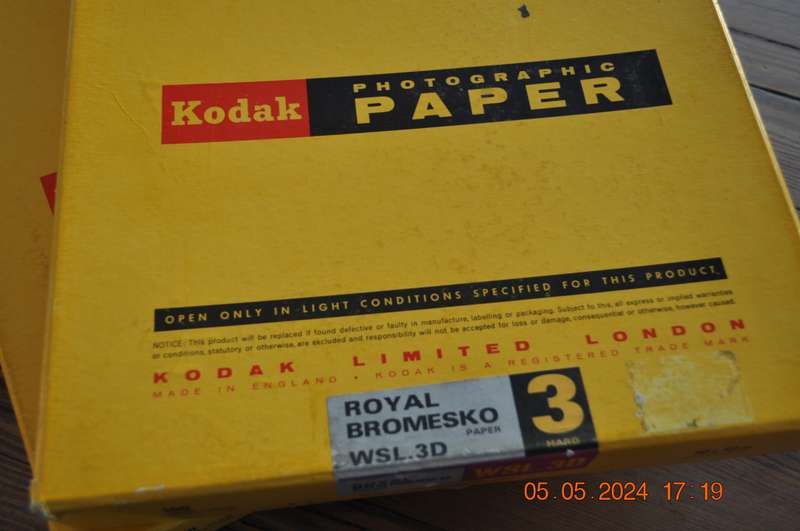 Kodak
PHOTOGRAPHIC
PAPER
OPEN ONLY IN LIGHT CONDITIONS SPECIFIED FOR THIS PRODUCT.
NOTICE: This product will be replaced if found defective or faulty in manufacture, labelling or packaging. Subject to this, all express or implied warranties
or conditions, statutory or otherwise, are excluded and responsibility will not be accepted for loss or damage, consequential or otherwise, however caused.
KODAK LIMITED LONDON
MADE IN ENGLAND • KODAK IS A REGISTERED TRADE MARK
ROYAL
BROMESKO
PAPER
WSL.3D
3
HARD
WSL.3D
05.05.2024 17:19